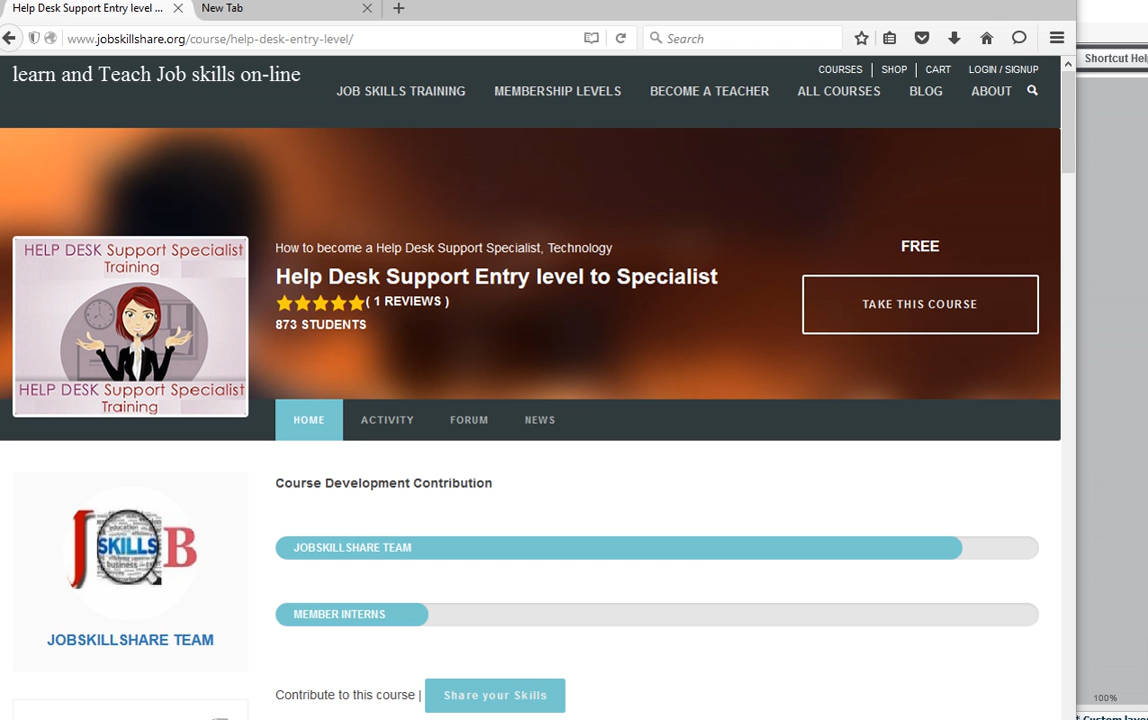 Help Desk Support Entry level ...
New Tab
www.jobskillshare.org/course/help-desk-entry-level/
Search
Shortcut Help
learn and Teach Job skills on-line
COURSES
SHOP
CART
LOGIN / SIGNUP
JOB SKILLS TRAINING
MEMBERSHIP LEVELS
BECOME A TEACHER
ALL COURSES
BLOG
ABOUT
HELP DESK Support Specialist
Training
HELP DESK Support Specialist
Training
How to become a Help Desk Support Specialist, Technology
Help Desk Support Entry level to Specialist
( 1 REVIEWS )
873 STUDENTS
FREE
TAKE THIS COURSE
HOME
ACTIVITY
FORUM
NEWS
JOB
SKILLS
JOBSKILLSHARE TEAM
Course Development Contribution
JOBSKILLSHARE TEAM
MEMBER INTERNS
Contribute to this course |
Share your Skills
100%